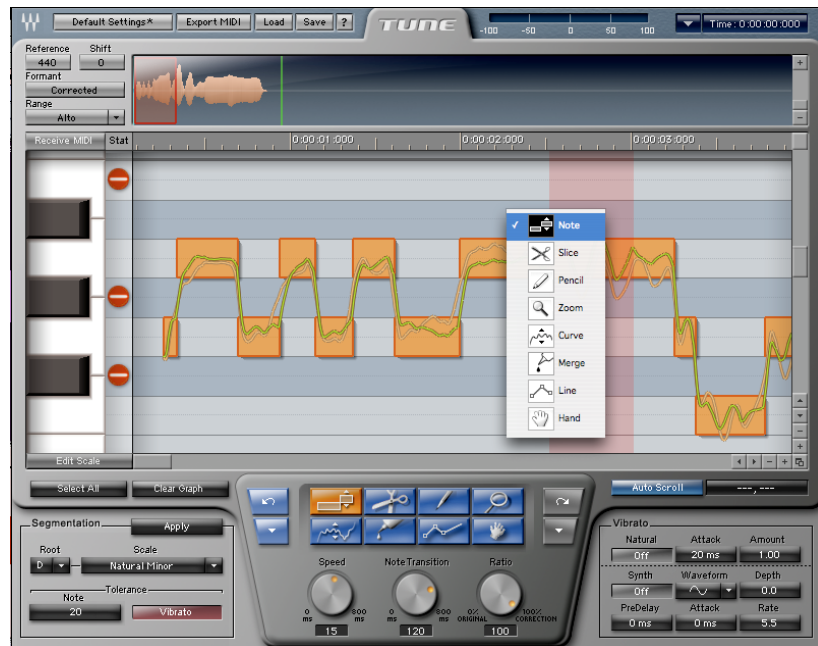 Default Settings* Export MIDI Load Save ? TUNE -100 -50 0 50 100 Time: 0:00:00:000
Reference Shift
440 0
Formant
Corrected
Range
Alto
Receive MIDI Stat 0:00:01:000 0:00:02:000 0:00:03:000
✓ Note
Slice
Pencil
Zoom
Curve
Merge
Line
Hand
Edit Scale
Select All Clear Graph Auto Scroll ---,---
Segmentation Apply
Root Scale
D Natural Minor
Tolerance
Note
20 Vibrato
Speed Note Transition Ratio
0 ms 800 ms 0 ms 800 ms 0% ORIGINAL 100% CORRECTION
15 120 100
Vibrato
Natural Attack Amount
Off 20 ms 1.00
Synth Waveform Depth
Off 0.0
PreDelay Attack Rate
0 ms 0 ms 5.5